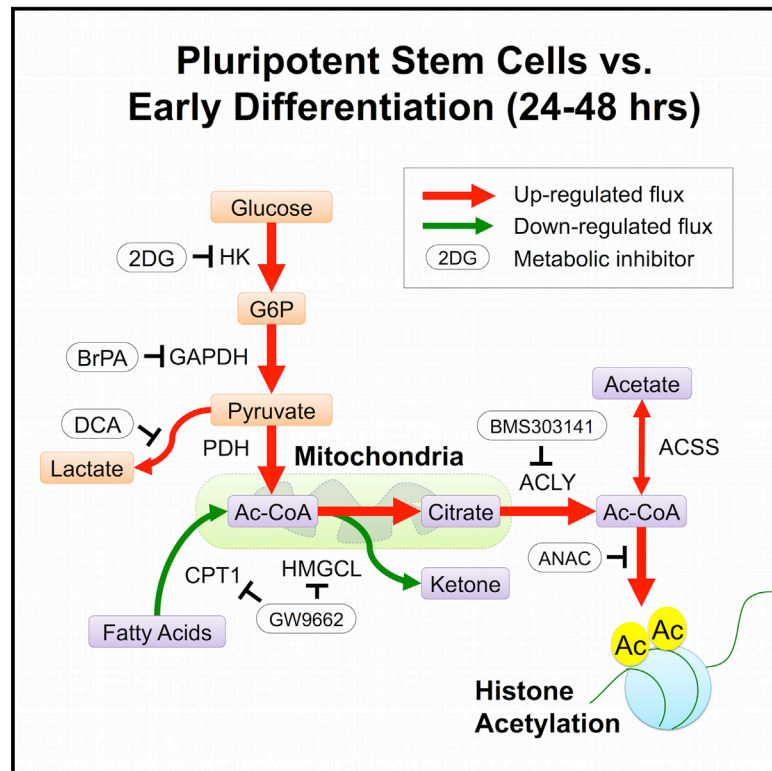 Pluripotent Stem Cells vs.
Early Differentiation (24-48 hrs)
Up-regulated flux
Down-regulated flux
2DG Metabolic inhibitor
Glucose
2DG HK
G6P
BrPA GAPDH
Pyruvate
DCA
Lactate
PDH
Mitochondria
Ac-CoA
Citrate
BMS303141
ACLY
Acetate
ACSS
Ac-CoA
ANAC
CPT1
HMGCL
GW9662
Ketone
Fatty Acids
Ac Ac
Histone
Acetylation